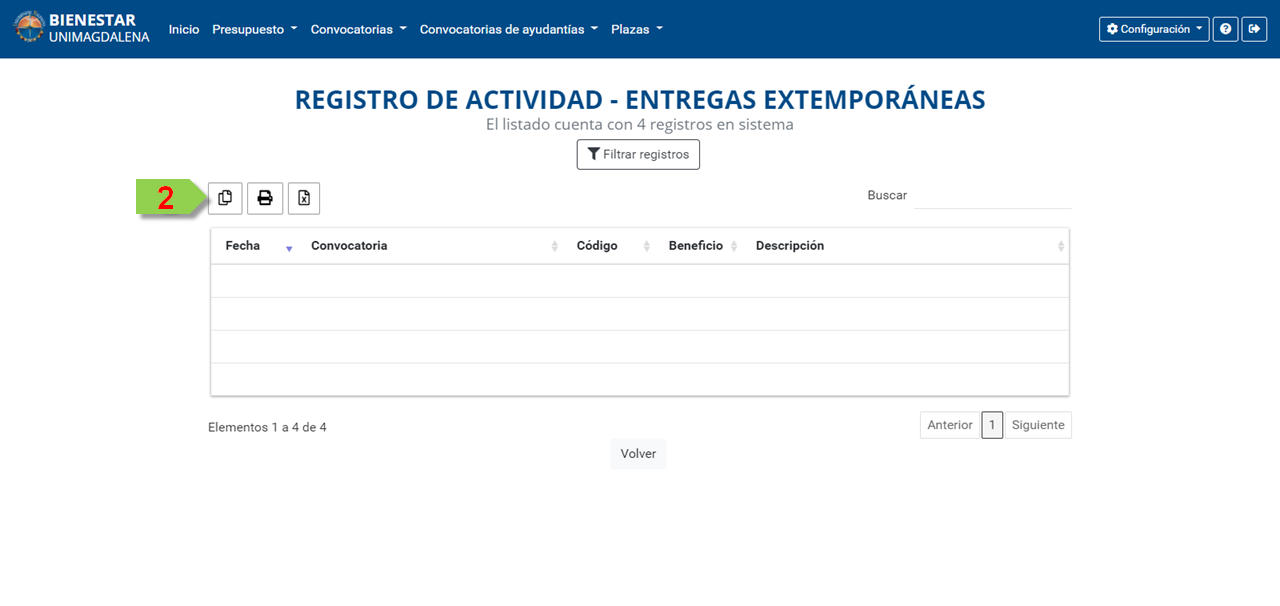 BIENESTAR
UNIMAGDALENA
Inicio Presupuesto Convocatorias Convocatorias de ayudantías Plazas Configuración
REGISTRO DE ACTIVIDAD - ENTREGAS EXTEMPORÁNEAS
El listado cuenta con 4 registros en sistema
Filtrar registros
2
Buscar
Fecha Convocatoria Código Beneficio Descripción
Elementos 1 a 4 de 4
Anterior 1 Siguiente
Volver